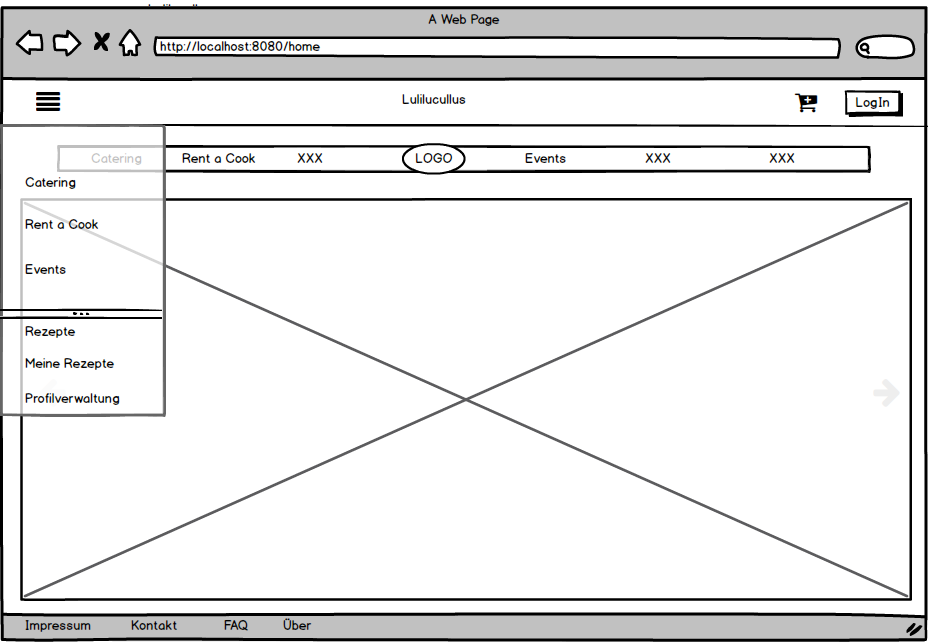 A Web Page
http://localhost:8080/home
Lulilucullus
LogIn
Catering Rent a Cook XXX LOGO Events XXX XXX
Catering
Rent a Cook
Events
Rezepte
Meine Rezepte
Profilverwaltung
Impressum Kontakt FAQ Über